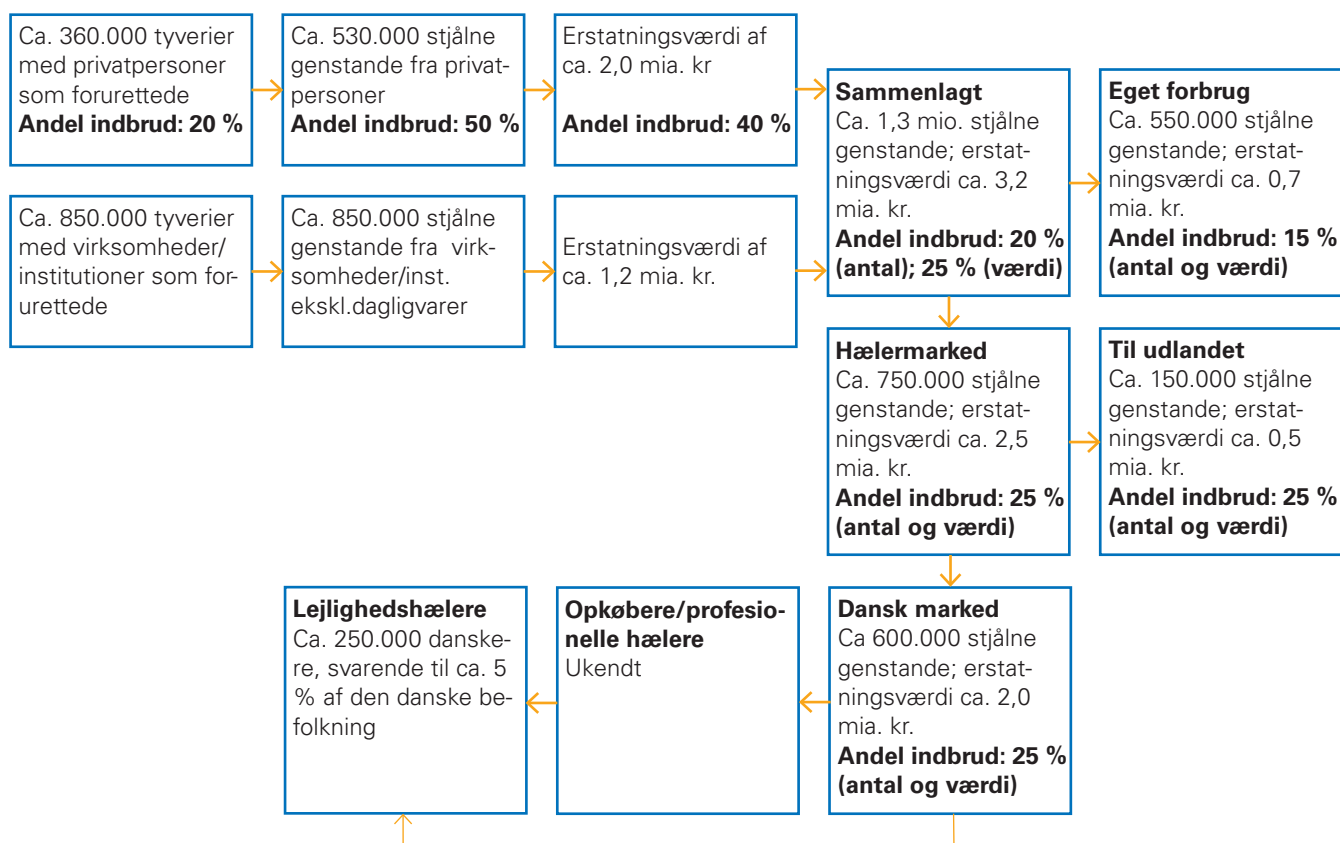 Ca. 360.000 tyverier
med privatpersoner
som forurettede
Andel indbrud: 20 %
Ca. 530.000 stjålne
genstande fra privat-
personer
Andel indbrud: 50 %
Erstatningsværdi af
ca. 2,0 mia. kr
Andel indbrud: 40 %
Sammenlagt
Ca. 1,3 mio. stjålne
genstande; erstat-
ningsværdi ca. 3,2
mia. kr.
Andel indbrud: 20 %
(antal); 25 % (værdi)
Eget forbrug
Ca. 550.000 stjålne
genstande; erstat-
ningsværdi ca. 0,7
mia. kr.
Andel indbrud: 15 %
(antal og værdi)
Ca. 850.000 tyverier
med virksomheder/
institutioner som for-
urettede
Ca. 850.000 stjålne
genstande fra virk-
somheder/inst.
ekskl.dagligvarer
Erstatningsværdi af
ca. 1,2 mia. kr.
Hælermarked
Ca. 750.000 stjålne
genstande; erstat-
ningsværdi ca. 2,5
mia. kr.
Andel indbrud: 25 %
(antal og værdi)
Til udlandet
Ca. 150.000 stjålne
genstande; erstat-
ningsværdi ca. 0,5
mia. kr.
Andel indbrud: 25 %
(antal og værdi)
Lejlighedshælere
Ca. 250.000 danske-
re, svarende til ca. 5
% af den danske be-
folkning
Opkøbere/profesio-
nelle hælere
Ukendt
Dansk marked
Ca 600.000 stjålne
genstande; erstat-
ningsværdi ca. 2,0
mia. kr.
Andel indbrud: 25 %
(antal og værdi)